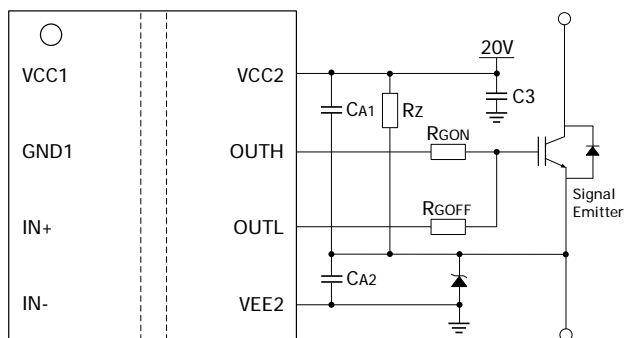 20V
VCC1
VCC2
CA1
RZ
C3
RGON
GND1
OUTH
Signal
Emitter
RGOFF
IN+
OUTL
CA2
IN-
VEE2